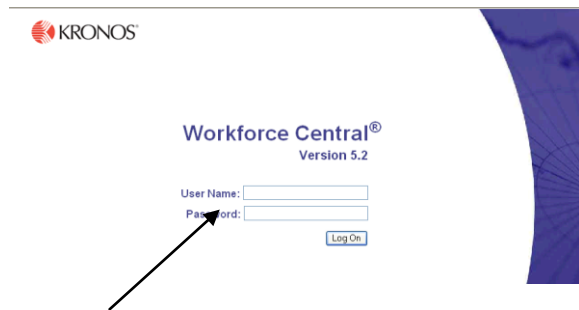 KRONOS®
Workforce Central®
Version 5.2
User Name:
Password:
Log On